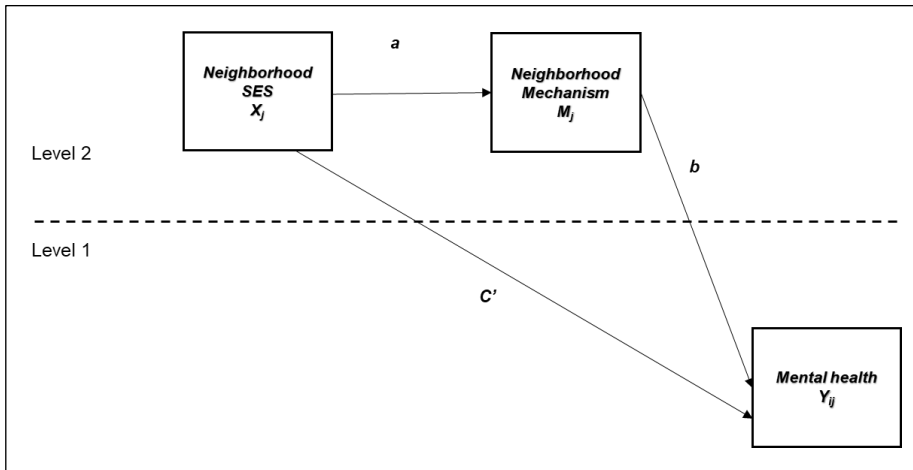 a
Neighborhood
SES
Xj
Neighborhood
Mechanism
Mj
Level 2
b
Level 1
C’
Mental health
Yij